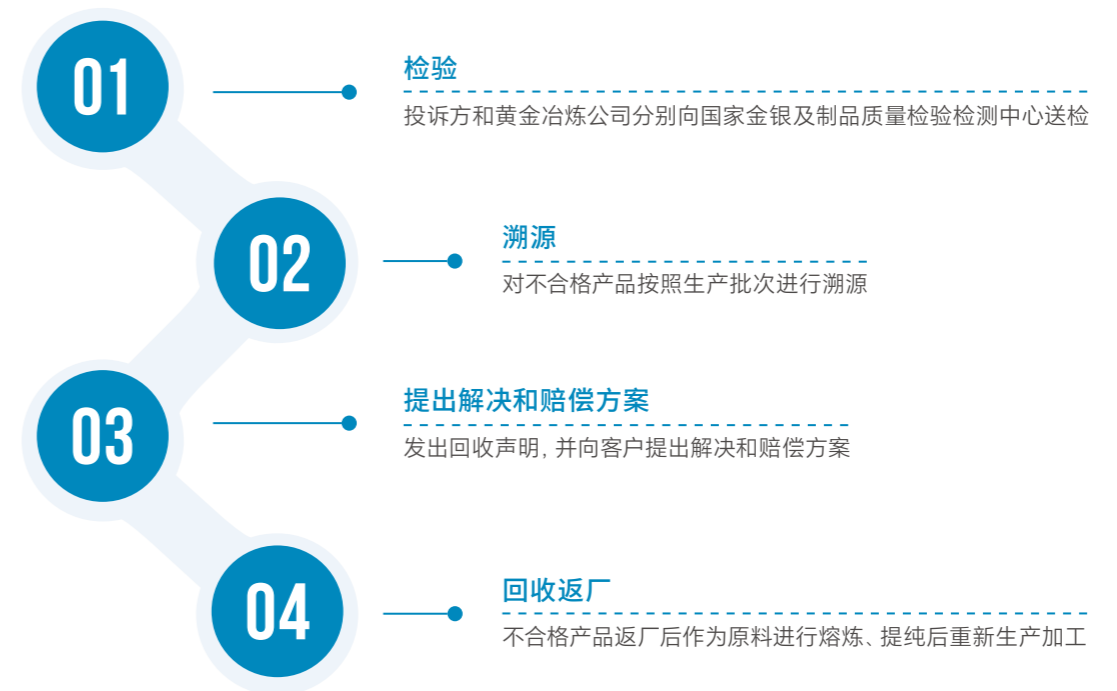 01
检验
投诉方和黄金冶炼公司分别向国家金银及制品质量检验检测中心送检
02
溯源
对不合格产品按照生产批次进行溯源
03
提出解决和赔偿方案
发出回收声明，并向客户提出解决和赔偿方案
04
回收返厂
不合格产品返厂后作为原料进行熔炼、提纯后重新生产加工